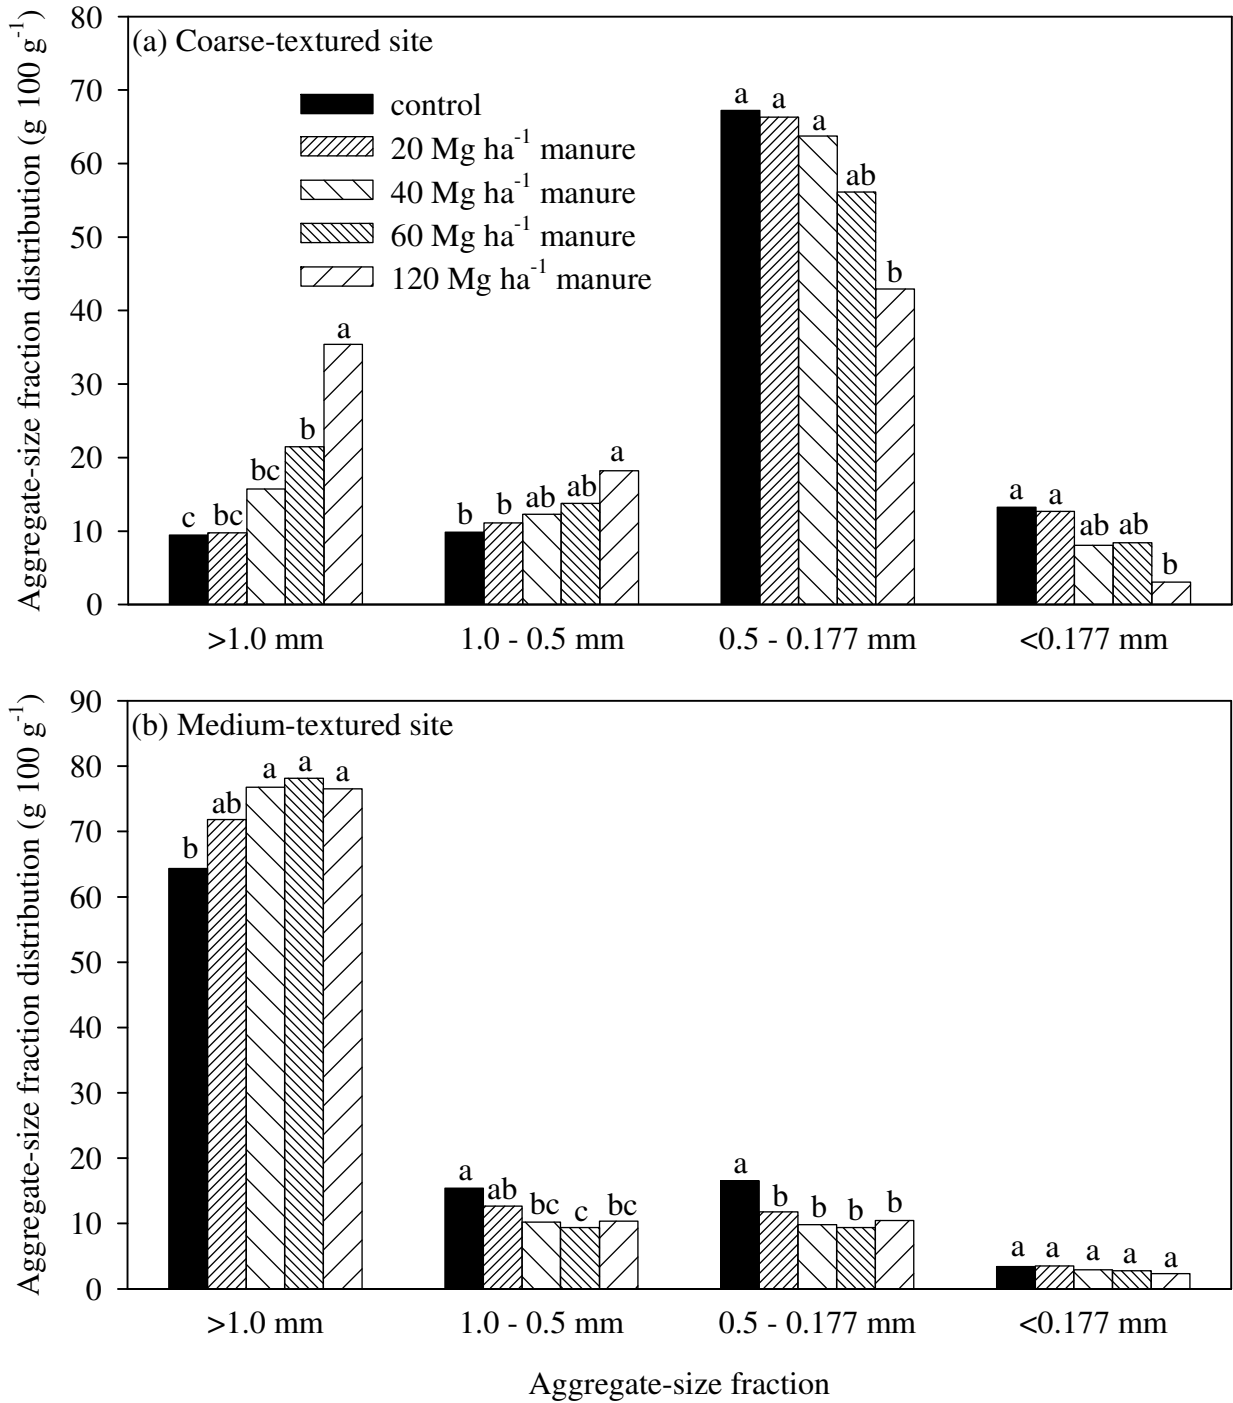 Aggregate-size fraction distribution (g 100 g⁻¹)
(a) Coarse-textured site
control
20 Mg ha⁻¹ manure
40 Mg ha⁻¹ manure
60 Mg ha⁻¹ manure
120 Mg ha⁻¹ manure
80
70
60
50
40
30
20
10
0
c bc bc b a
b b ab ab a
a a a ab b
a a ab ab b
>1.0 mm 1.0 - 0.5 mm 0.5 - 0.177 mm <0.177 mm
Aggregate-size fraction distribution (g 100 g⁻¹)
(b) Medium-textured site
90
80
70
60
50
40
30
20
10
0
b ab a a a
a ab bc c bc
a b b b b
a a a a a
>1.0 mm 1.0 - 0.5 mm 0.5 - 0.177 mm <0.177 mm
Aggregate-size fraction